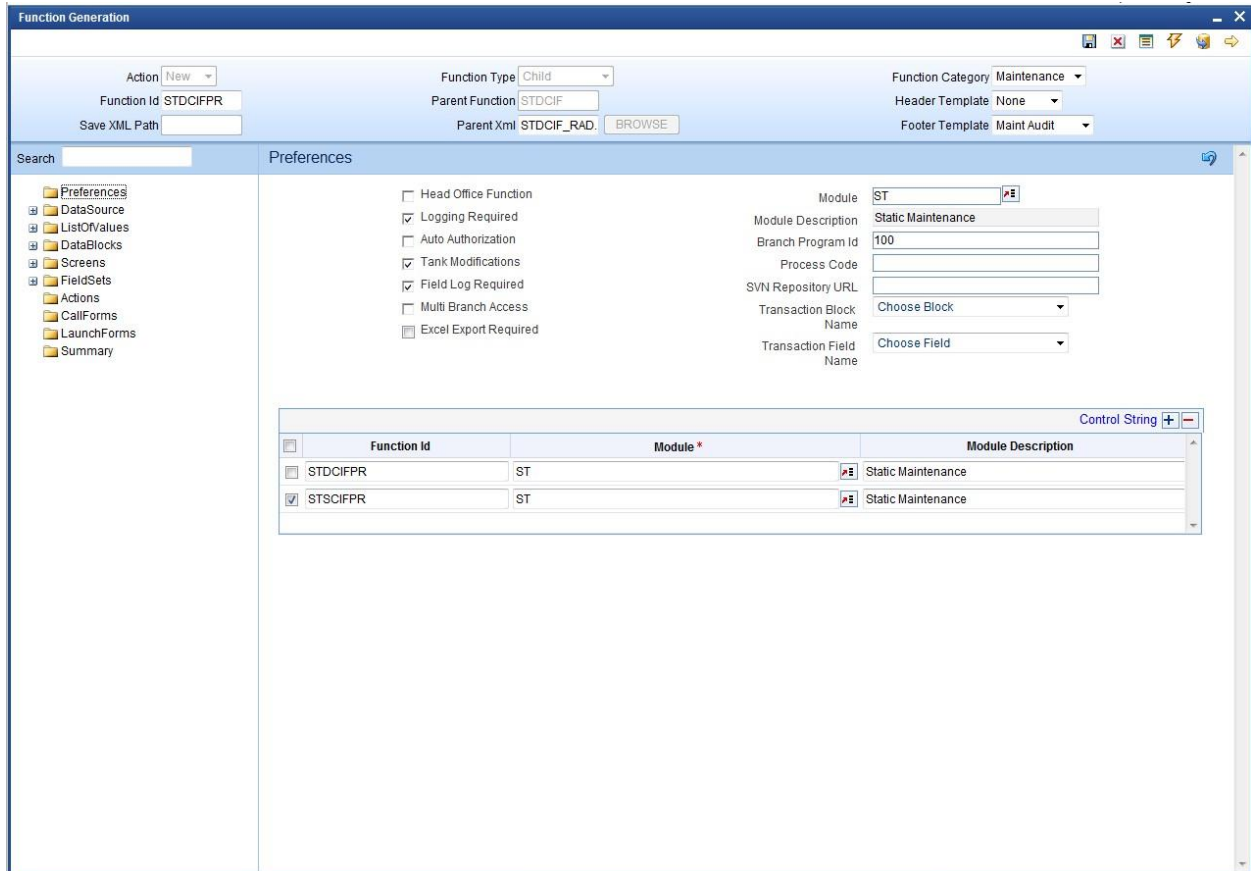 Function Generation
Action New Function Type Child Function Category Maintenance
Function Id STDCIFPR Parent Function STDCIF Header Template None
Save XML Path Parent Xml STDCIF_RAD. BROWSE Footer Template Maint Audit
Search Preferences
Preferences
DataSource
ListOfValues
DataBlocks
Screens
FieldSets
Actions
CallForms
LaunchForms
Summary
Head Office Function
Logging Required
Auto Authorization
Tank Modifications
Field Log Required
Multi Branch Access
Excel Export Required
Module ST
Module Description Static Maintenance
Branch Program Id 100
Process Code
SVN Repository URL
Transaction Block Choose Block
Name
Transaction Field Choose Field
Name
Control String
Function Id Module * Module Description
STDCIFPR ST Static Maintenance
STSCIFPR ST Static Maintenance